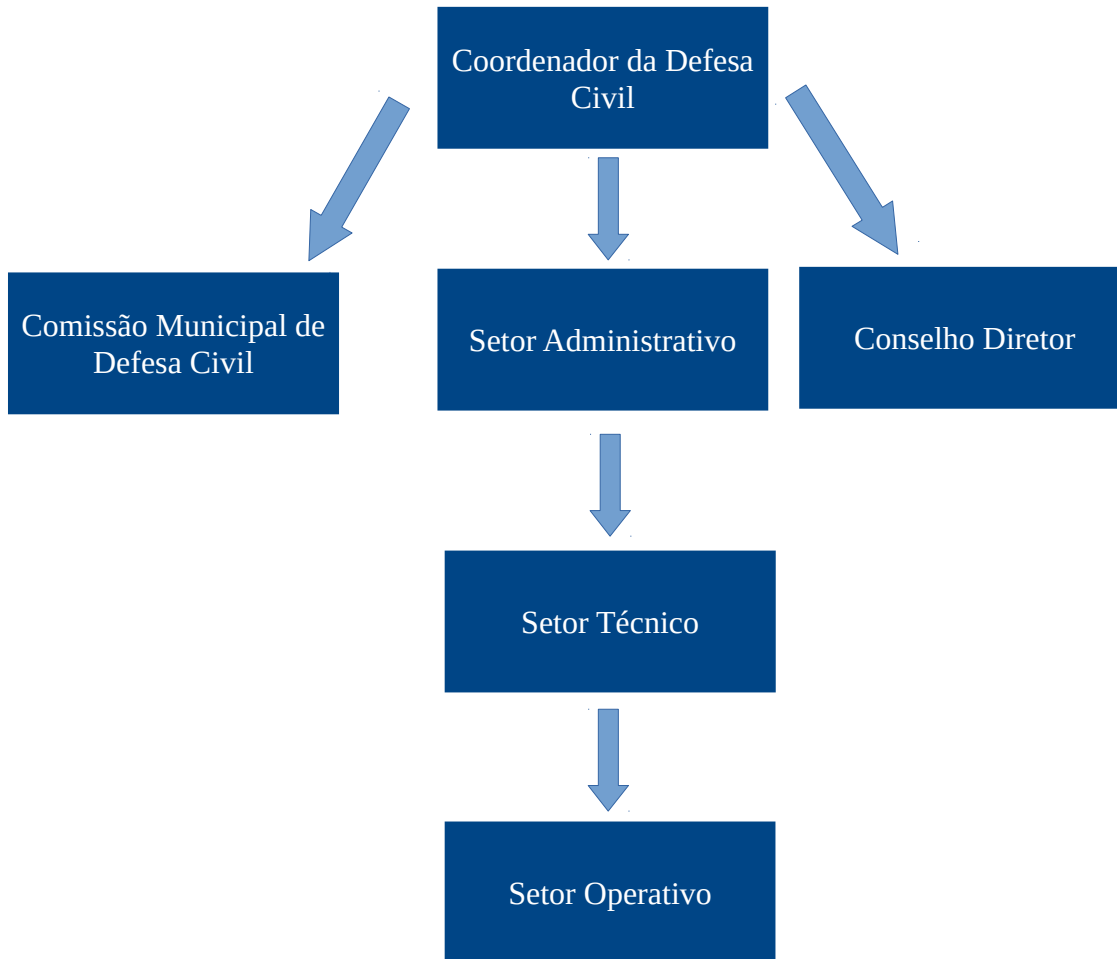 Coordenador da Defesa
Civil
Comissão Municipal de
Defesa Civil
Setor Administrativo
Conselho Diretor
Setor Técnico
Setor Operativo